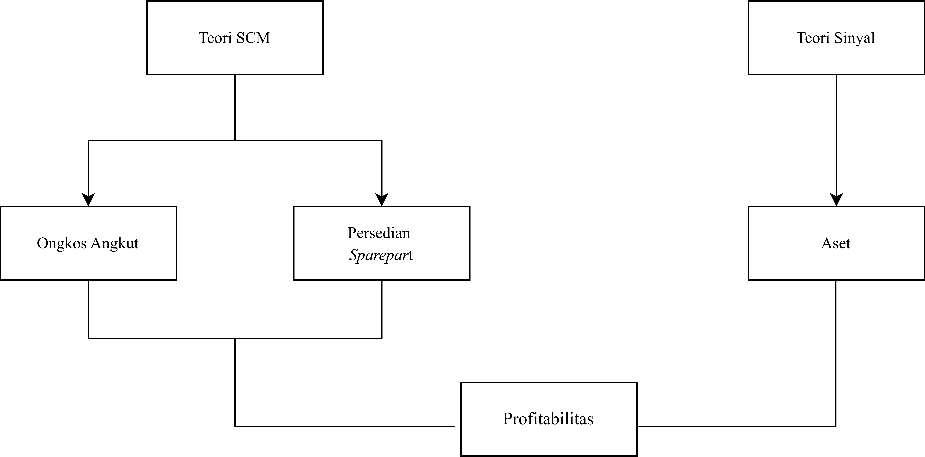 Teori SCM
Teori Sinyal
Ongkos Angkut
Persedian
Sparepart
Aset
Profitabilitas